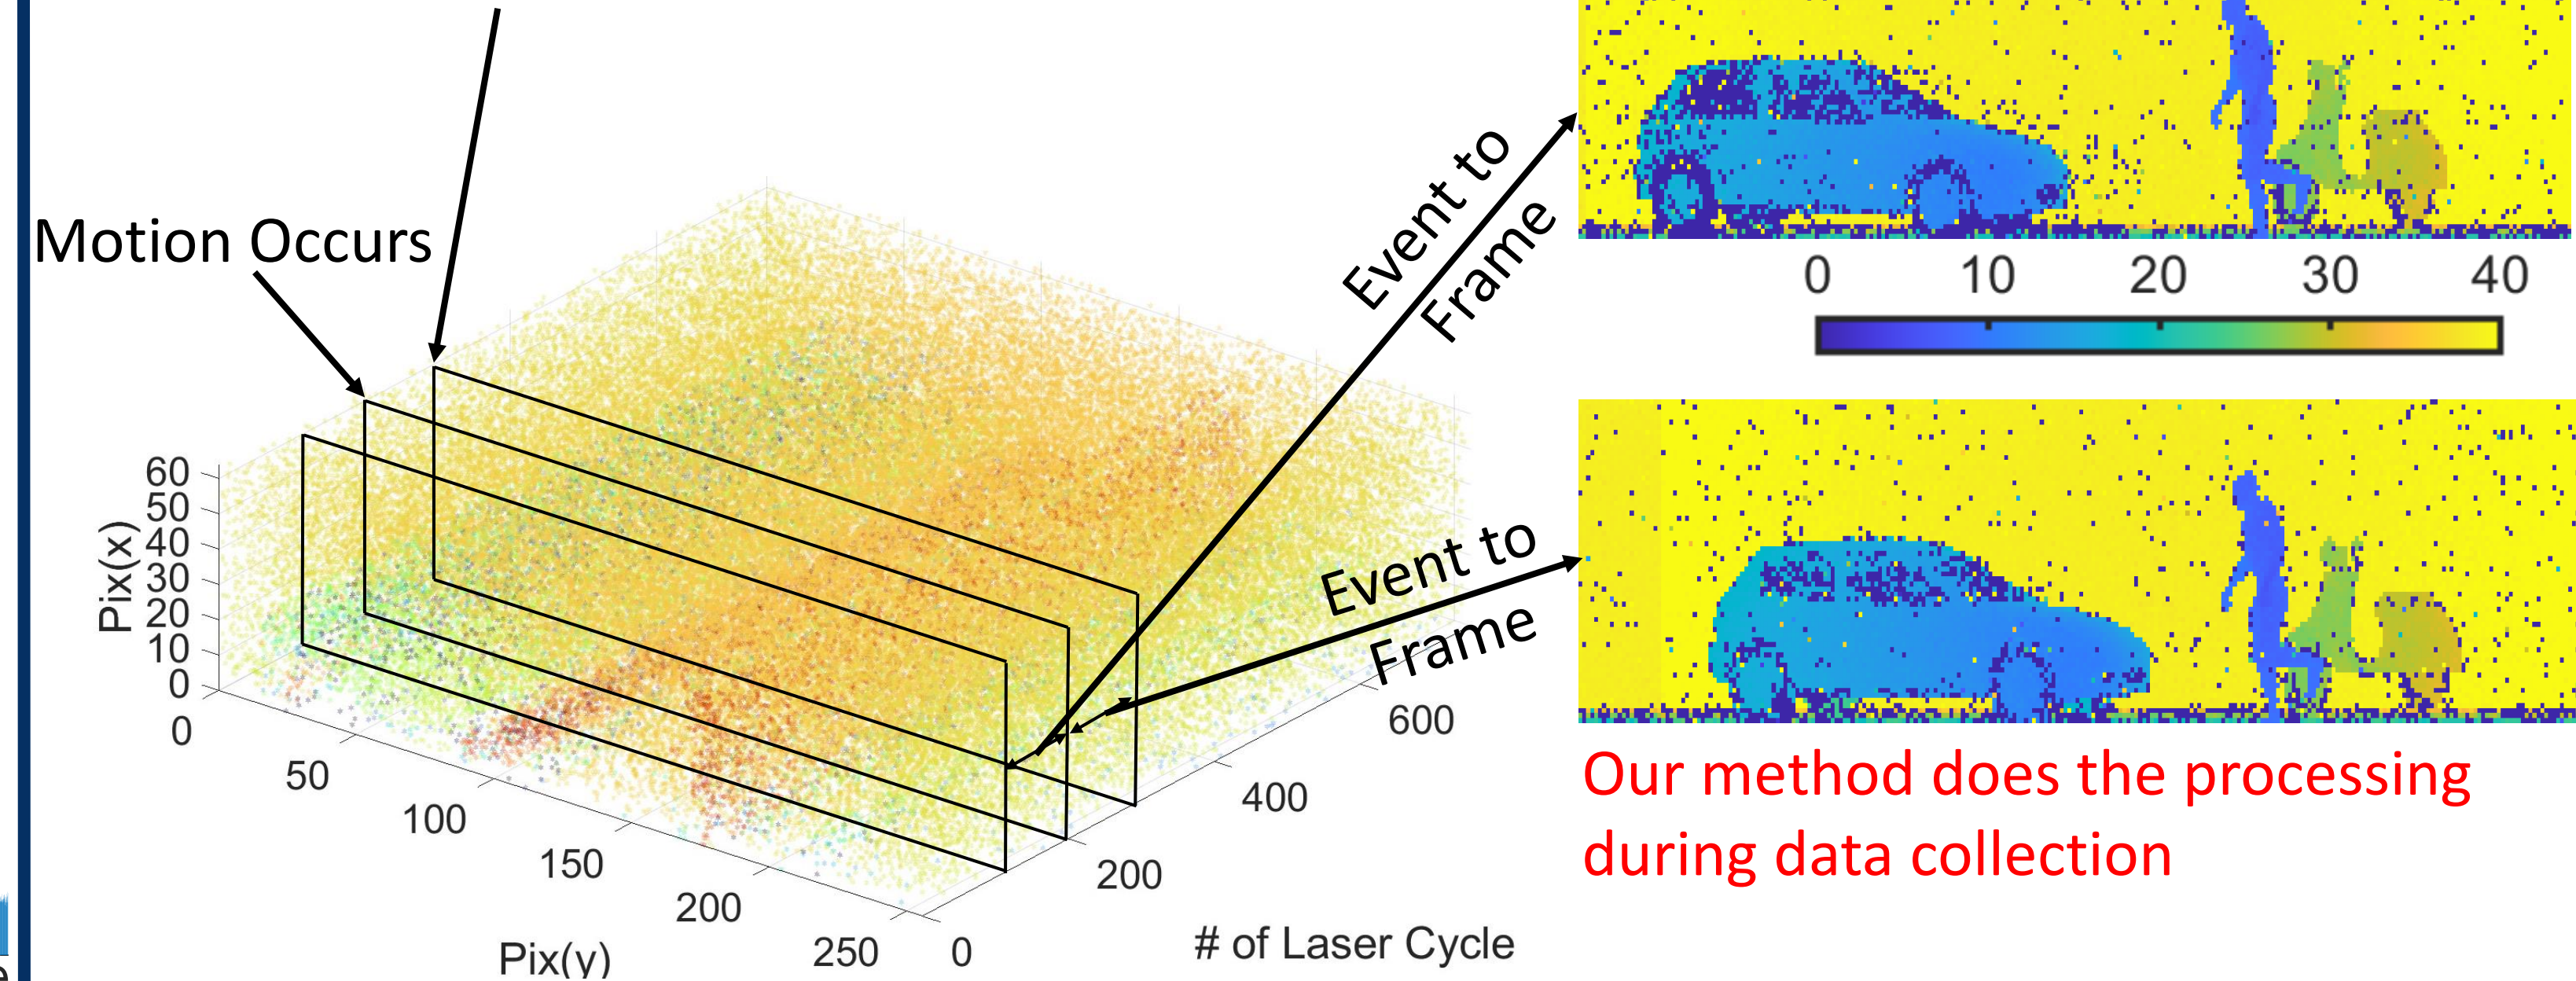 Motion Occurs
Event to
Frame
0 10 20 30 40
Event to
Frame
Our method does the processing
during data collection
Pix(x)
60
50
40
30
20
10
0
0
50
100
150
200
250
Pix(y)
0
200
400
600
# of Laser Cycle